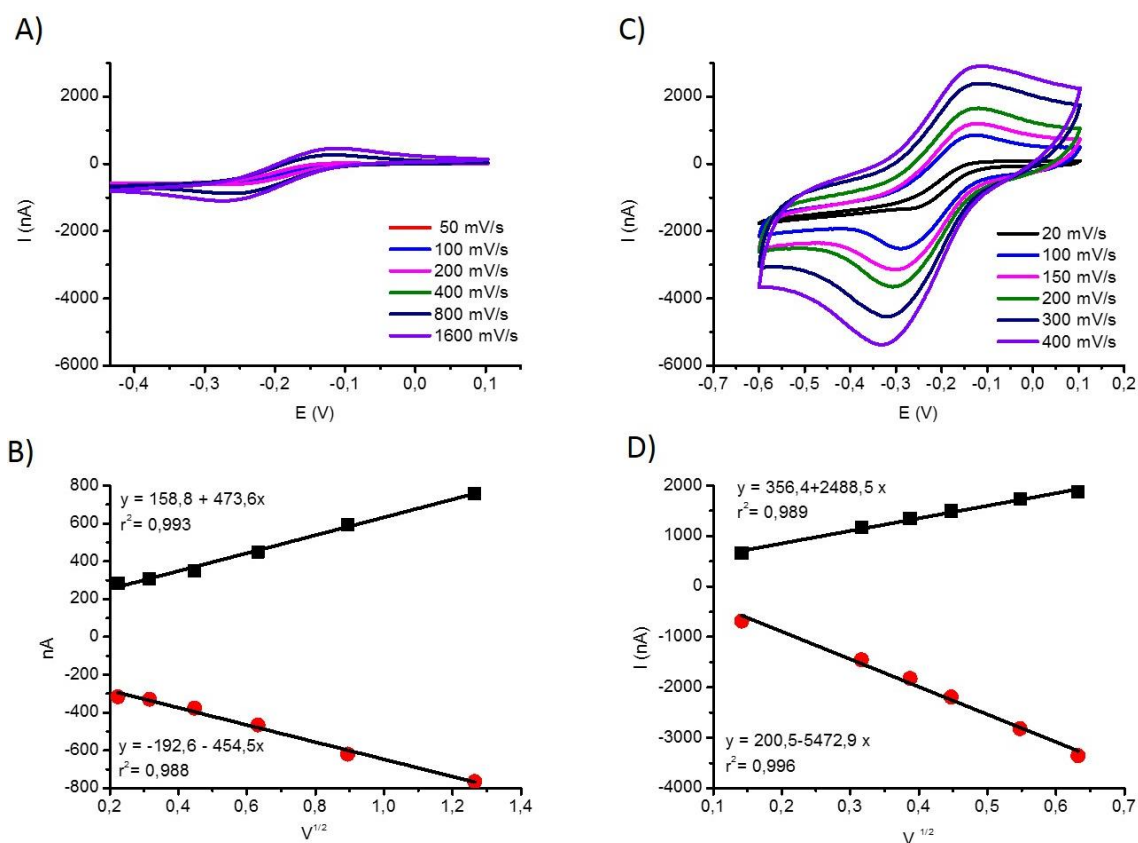 A)
I (nA)
2000
0
-2000
-4000
-6000
50 mV/s
100 mV/s
200 mV/s
400 mV/s
800 mV/s
1600 mV/s
-0,4 -0,3 -0,2 -0,1 0,0 0,1
E (V)
C)
I (nA)
2000
0
-2000
-4000
-6000
20 mV/s
100 mV/s
150 mV/s
200 mV/s
300 mV/s
400 mV/s
-0,7 -0,6 -0,5 -0,4 -0,3 -0,2 -0,1 0,0 0,1 0,2
E (V)
B)
nA
800
600
400
200
0
-200
-400
-600
-800
y = 158,8 + 473,6x
r²= 0,993
y = -192,6 - 454,5x
r²= 0,988
0,2 0,4 0,6 0,8 1,0 1,2 1,4
V^1/2
D)
I (nA)
2000
1000
0
-1000
-2000
-3000
-4000
y = 356,4+2488,5 x
r²= 0,989
y = 200,5-5472,9 x
r²= 0,996
0,1 0,2 0,3 0,4 0,5 0,6 0,7
V^1/2